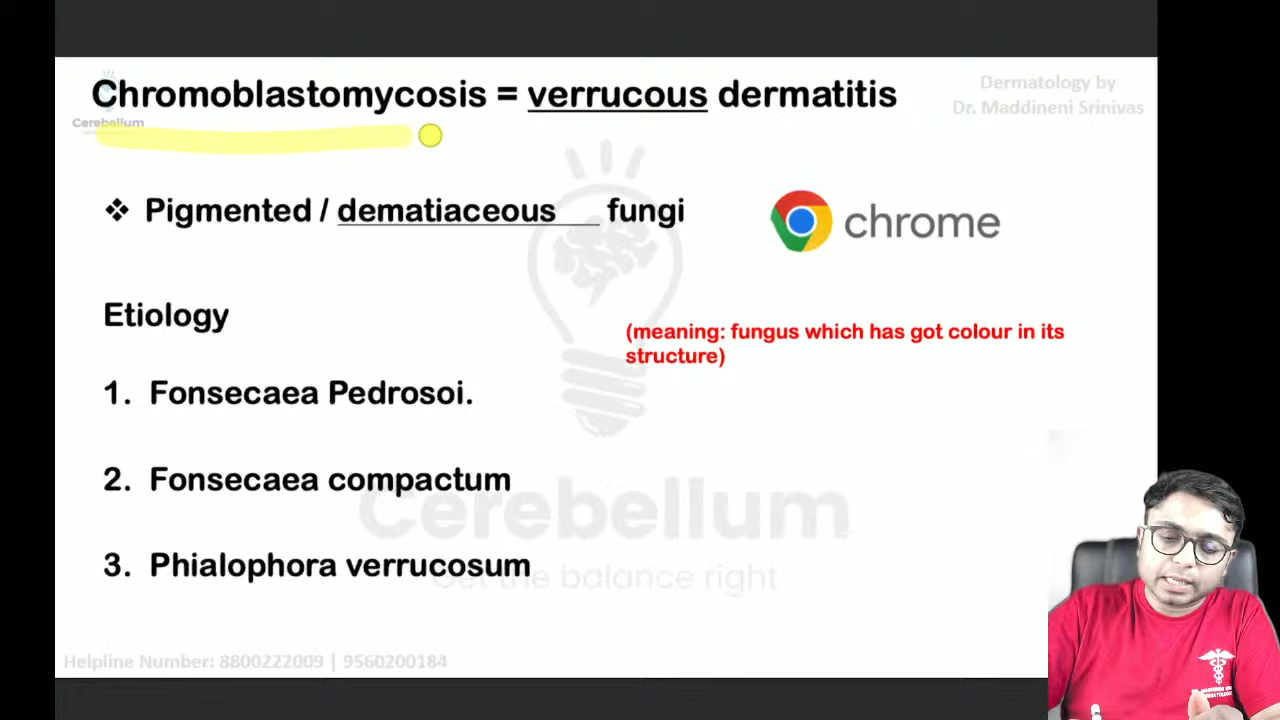 Chromoblastomycosis = verrucous dermatitis
Dermatology by
Dr. Maddineni Srinivas
Cerebellum
❖ Pigmented / dematiaceous fungi
chrome
Etiology
(meaning: fungus which has got colour in its
structure)
1. Fonsecaea Pedrosoi.
2. Fonsecaea compactum
Cerebellum
3. Phialophora verrucosum
Get the balance right
Helpline Number: 8800222009 | 9560200184